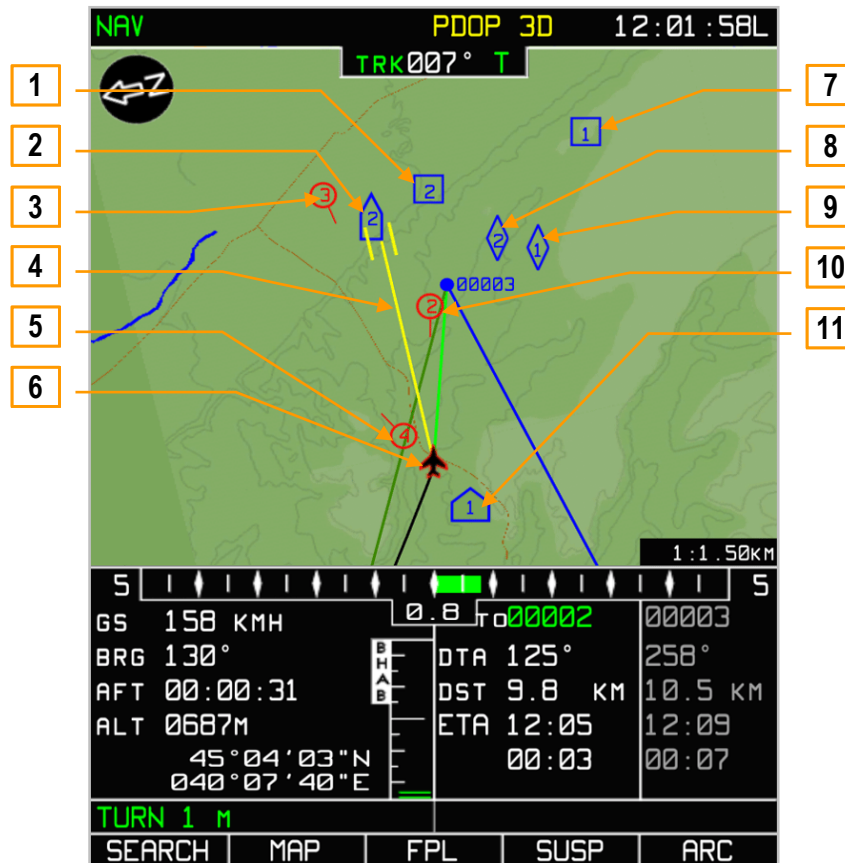 NAV PDOP 3D 12:01:58L
TRK007° T
N
1
2
3
4
5
6
7
8
9
10
11
3
2
2
1
2
1
00003
2
4
1
1:1.50KM
5 5
0.8
GS 158 KMH
BRG 130°
AFT 00:00:31
ALT 0687M
45°04'03"N
040°07'40"E
B
H
A
B
TO00002 00003
DTA 125° 258°
DST 9.8 KM 10.5 KM
ETA 12:05 12:09
00:03 00:07
TURN 1 M
SEARCH MAP FPL SUSP ARC